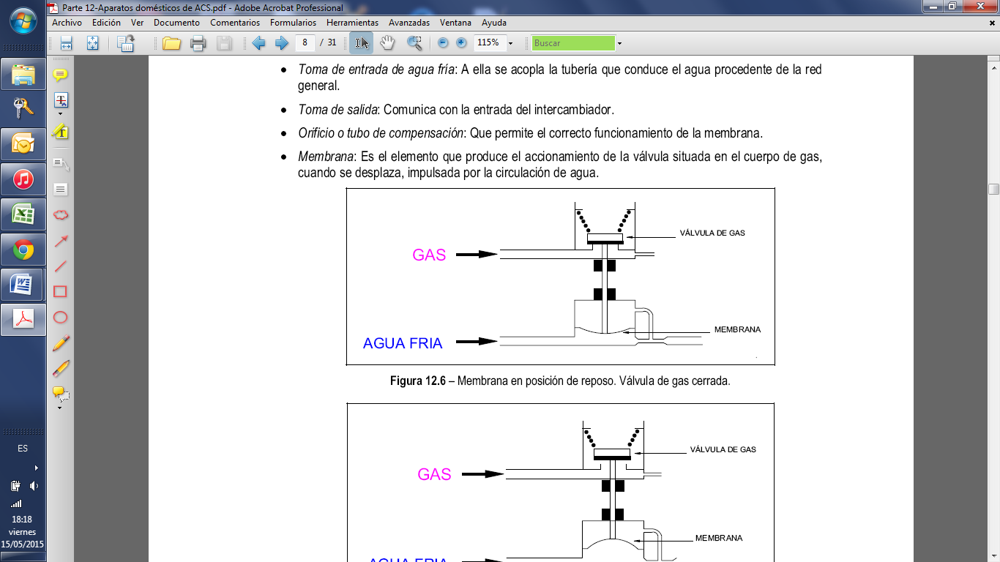 Parte 12-Aparatos domésticos de ACS.pdf - Adobe Acrobat Professional
Archivo Edición Ver Documento Comentarios Formularios Herramientas Avanzadas Ventana Ayuda
8 / 31 115% Buscar
• Toma de entrada de agua fría: A ella se acopla la tubería que conduce el agua procedente de la red
general.
• Toma de salida: Comunica con la entrada del intercambiador.
• Orificio o tubo de compensación: Que permite el correcto funcionamiento de la membrana.
• Membrana: Es el elemento que produce el accionamiento de la válvula situada en el cuerpo de gas,
cuando se desplaza, impulsada por la circulación de agua.
VÁLVULA DE GAS
GAS
MEMBRANA
AGUA FRIA
Figura 12.6 – Membrana en posición de reposo. Válvula de gas cerrada.
VÁLVULA DE GAS
GAS
MEMBRANA
AGUA FRIA
ES
18:18
viernes
15/05/2015